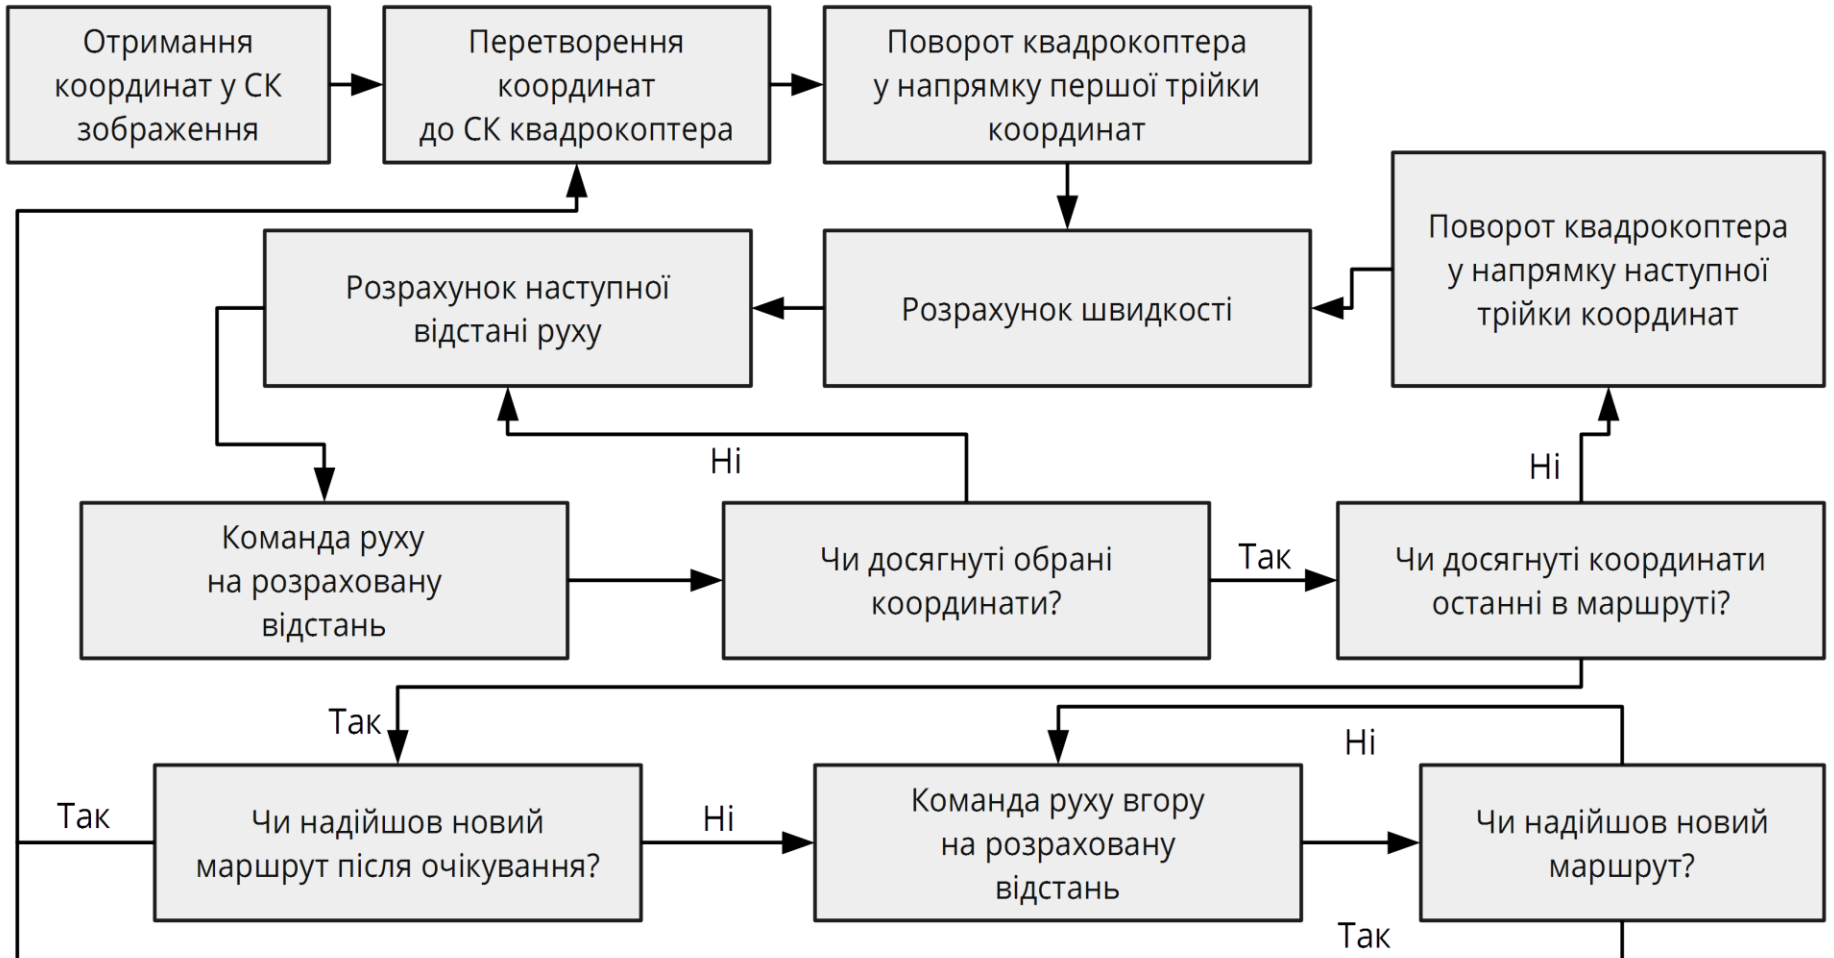 Отримання
координат у СК
зображення
Перетворення
координат
до СК квадрокоптера
Поворот квадрокоптера
у напрямку першої трійки
координат
Поворот квадрокоптера
у напрямку наступної
трійки координат
Розрахунок наступної
відстані руху
Розрахунок швидкості
Ні
Ні
Команда руху
на розраховану
відстань
Чи досягнуті обрані
координати?
Так
Чи досягнуті координати
останні в маршруті?
Так
Ні
Так
Чи надійшов новий
маршрут після очікування?
Ні
Команда руху вгору
на розраховану
відстань
Чи надійшов новий
маршрут?
Так